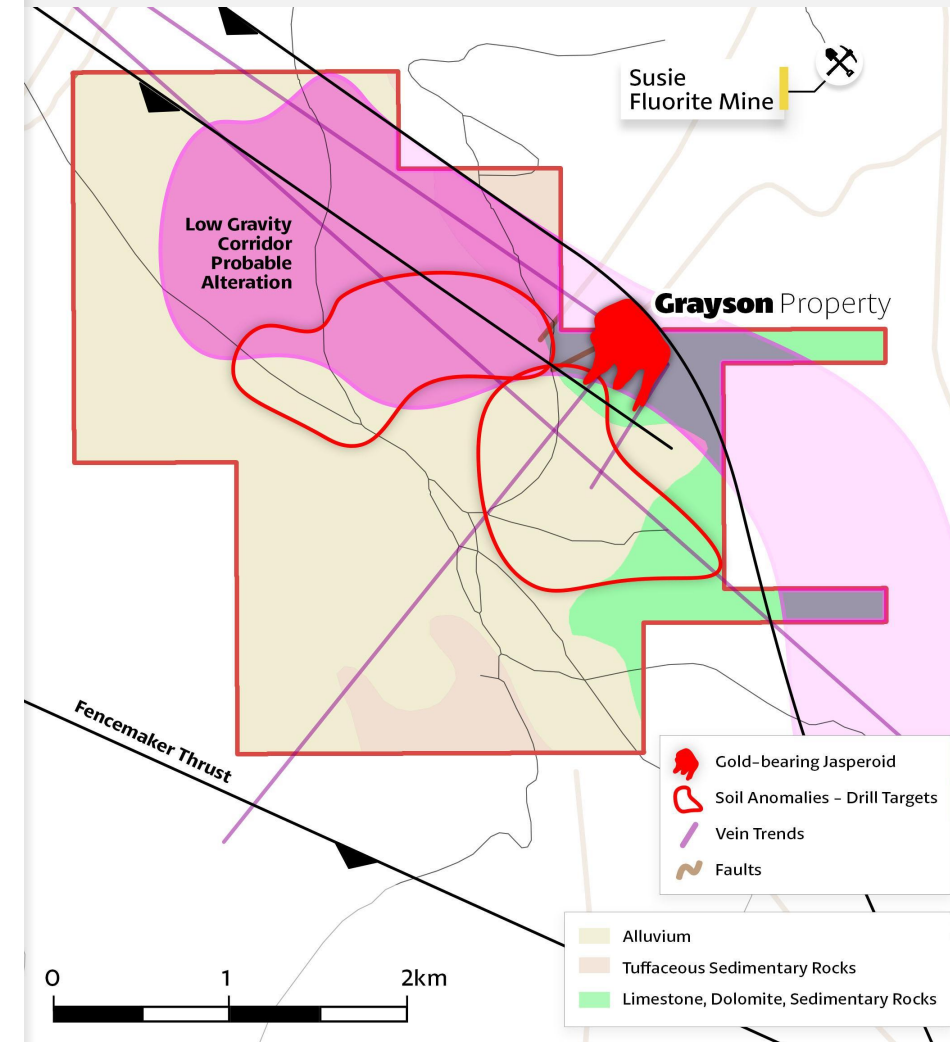 Susie
Fluorite Mine
Low Gravity
Corridor
Probable
Alteration
Grayson Property
Fencemaker Thrust
Gold-bearing Jasperoid
Soil Anomalies - Drill Targets
Vein Trends
Faults
Alluvium
Tuffaceous Sedimentary Rocks
Limestone, Dolomite, Sedimentary Rocks
0 1 2km